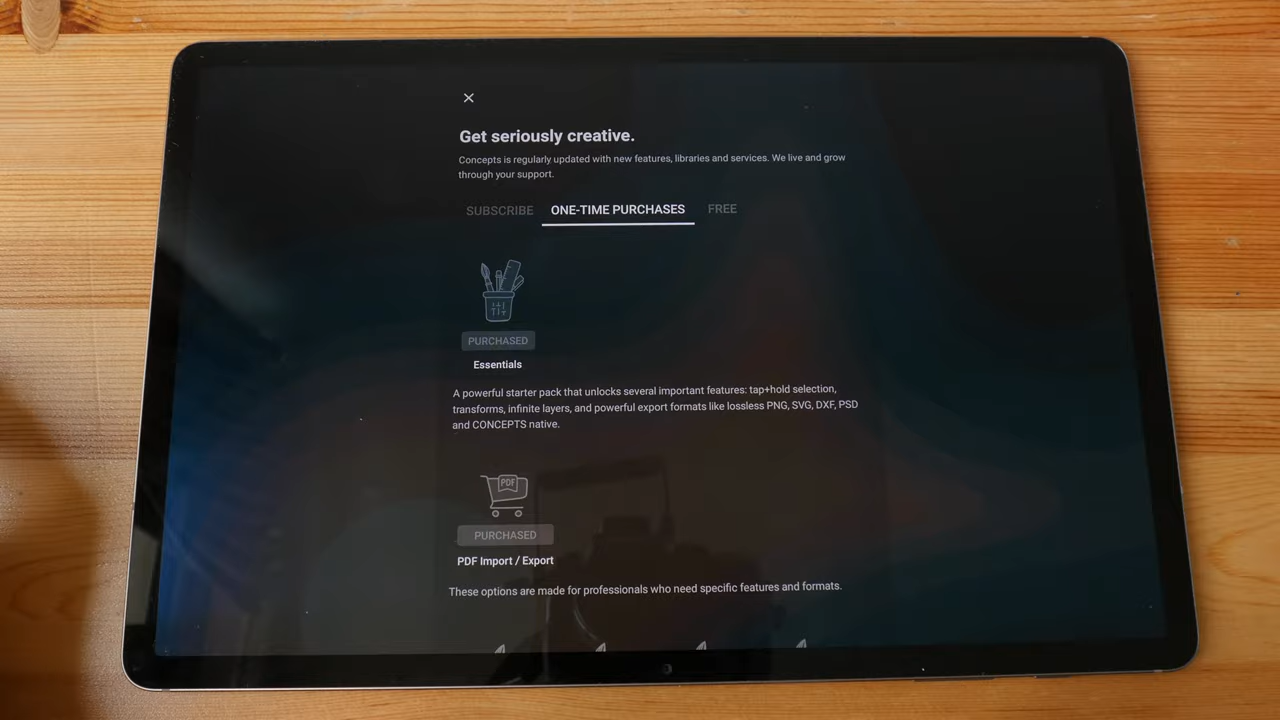 Get seriously creative.
Concepts is regularly updated with new features, libraries and services. We live and grow
through your support.
SUBSCRIBE ONE-TIME PURCHASES FREE
PURCHASED
Essentials
A powerful starter pack that unlocks several important features: tap+hold selection,
transforms, infinite layers, and powerful export formats like lossless PNG, SVG, DXF, PSD
and CONCEPTS native.
PDF
PURCHASED
PDF Import / Export
These options are made for professionals who need specific features and formats.